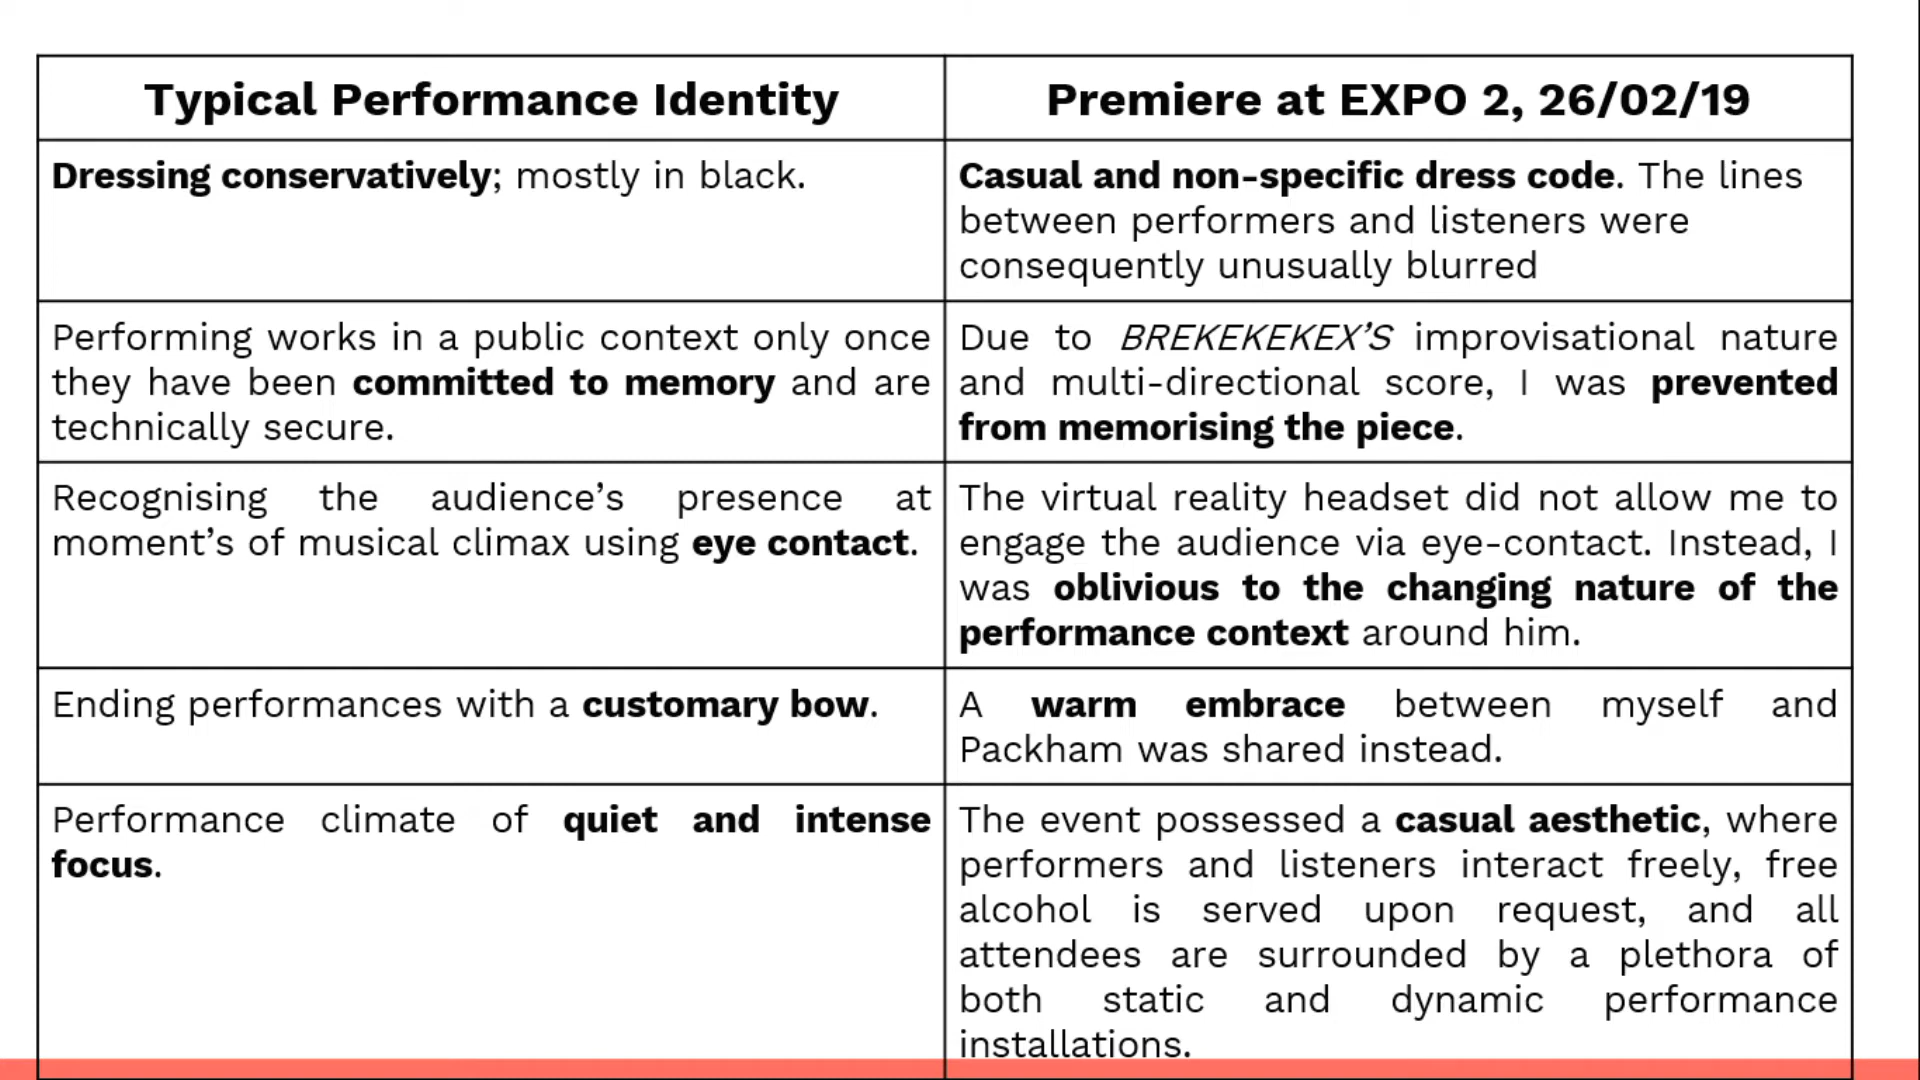 Typical Performance Identity
Premiere at EXPO 2, 26/02/19
Dressing conservatively; mostly in black.
Casual and non-specific dress code. The lines
between performers and listeners were
consequently unusually blurred
Performing works in a public context only once
they have been committed to memory and are
technically secure.
Due to BREKEKEKEX’S improvisational nature
and multi-directional score, I was prevented
from memorising the piece.
Recognising the audience’s presence at
moment’s of musical climax using eye contact.
The virtual reality headset did not allow me to
engage the audience via eye-contact. Instead, I
was oblivious to the changing nature of the
performance context around him.
Ending performances with a customary bow.
A warm embrace between myself and
Packham was shared instead.
Performance climate of quiet and intense
focus.
The event possessed a casual aesthetic, where
performers and listeners interact freely, free
alcohol is served upon request, and all
attendees are surrounded by a plethora of
both static and dynamic performance
installations.